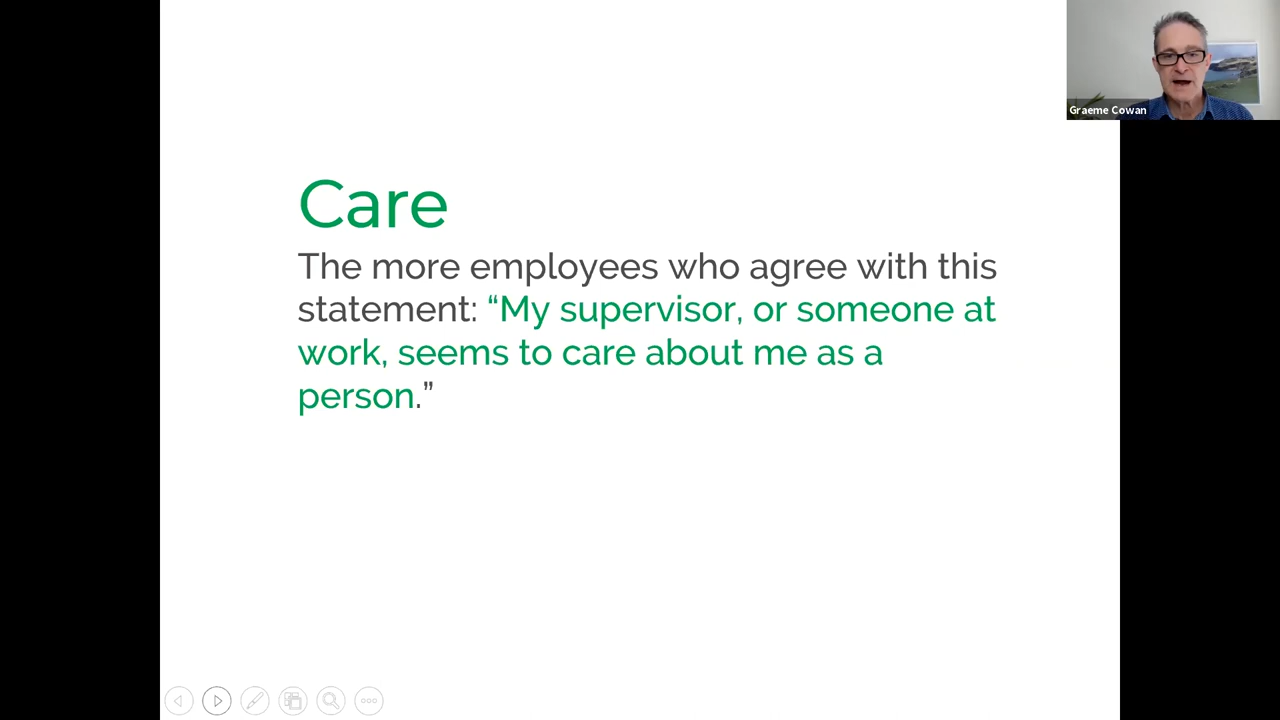 Graeme Cowan
Care
The more employees who agree with this
statement: “My supervisor, or someone at
work, seems to care about me as a
person.”